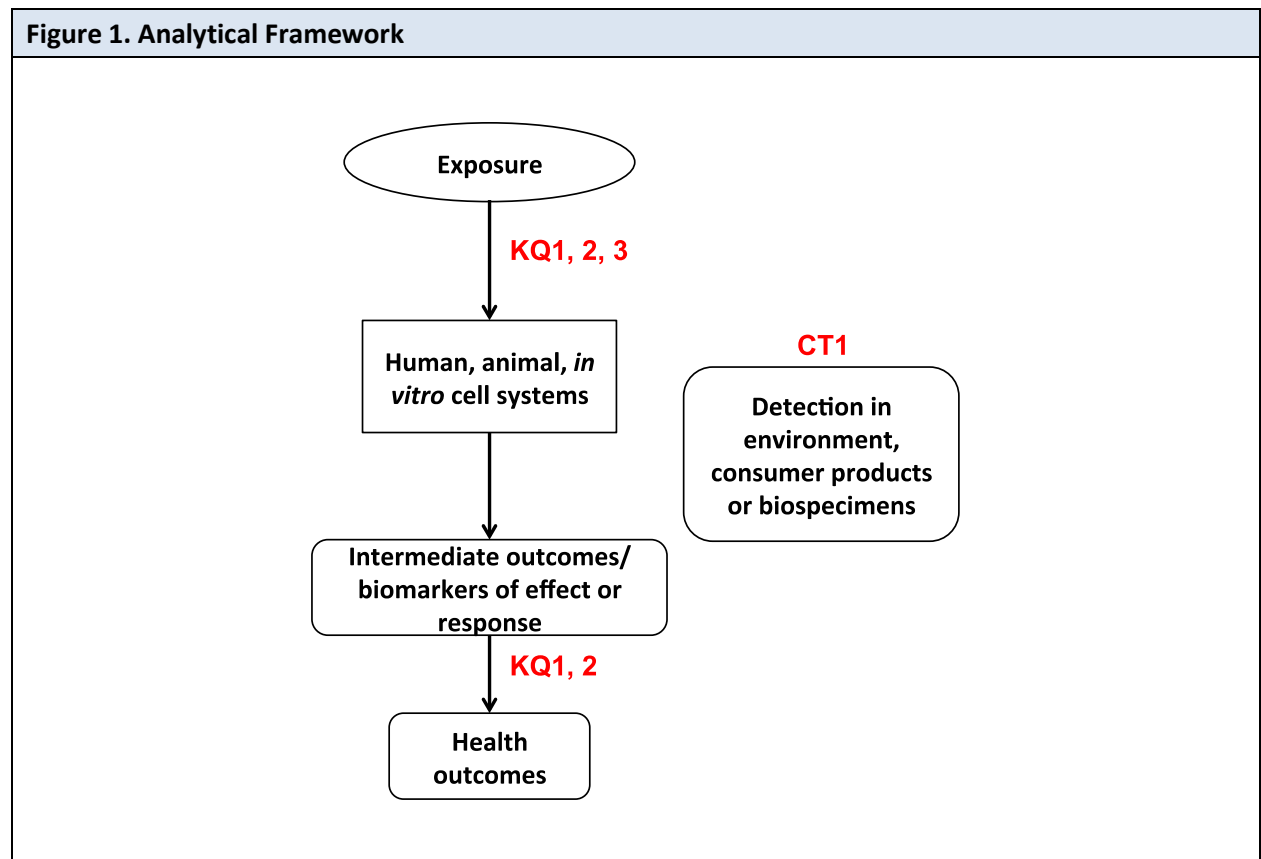 Figure 1. Analytical Framework
Exposure
KQ1, 2, 3
Human, animal, in
vitro cell systems
CT1
Detection in
environment,
consumer products
or biospecimens
Intermediate outcomes/
biomarkers of effect or
response
KQ1, 2
Health
outcomes